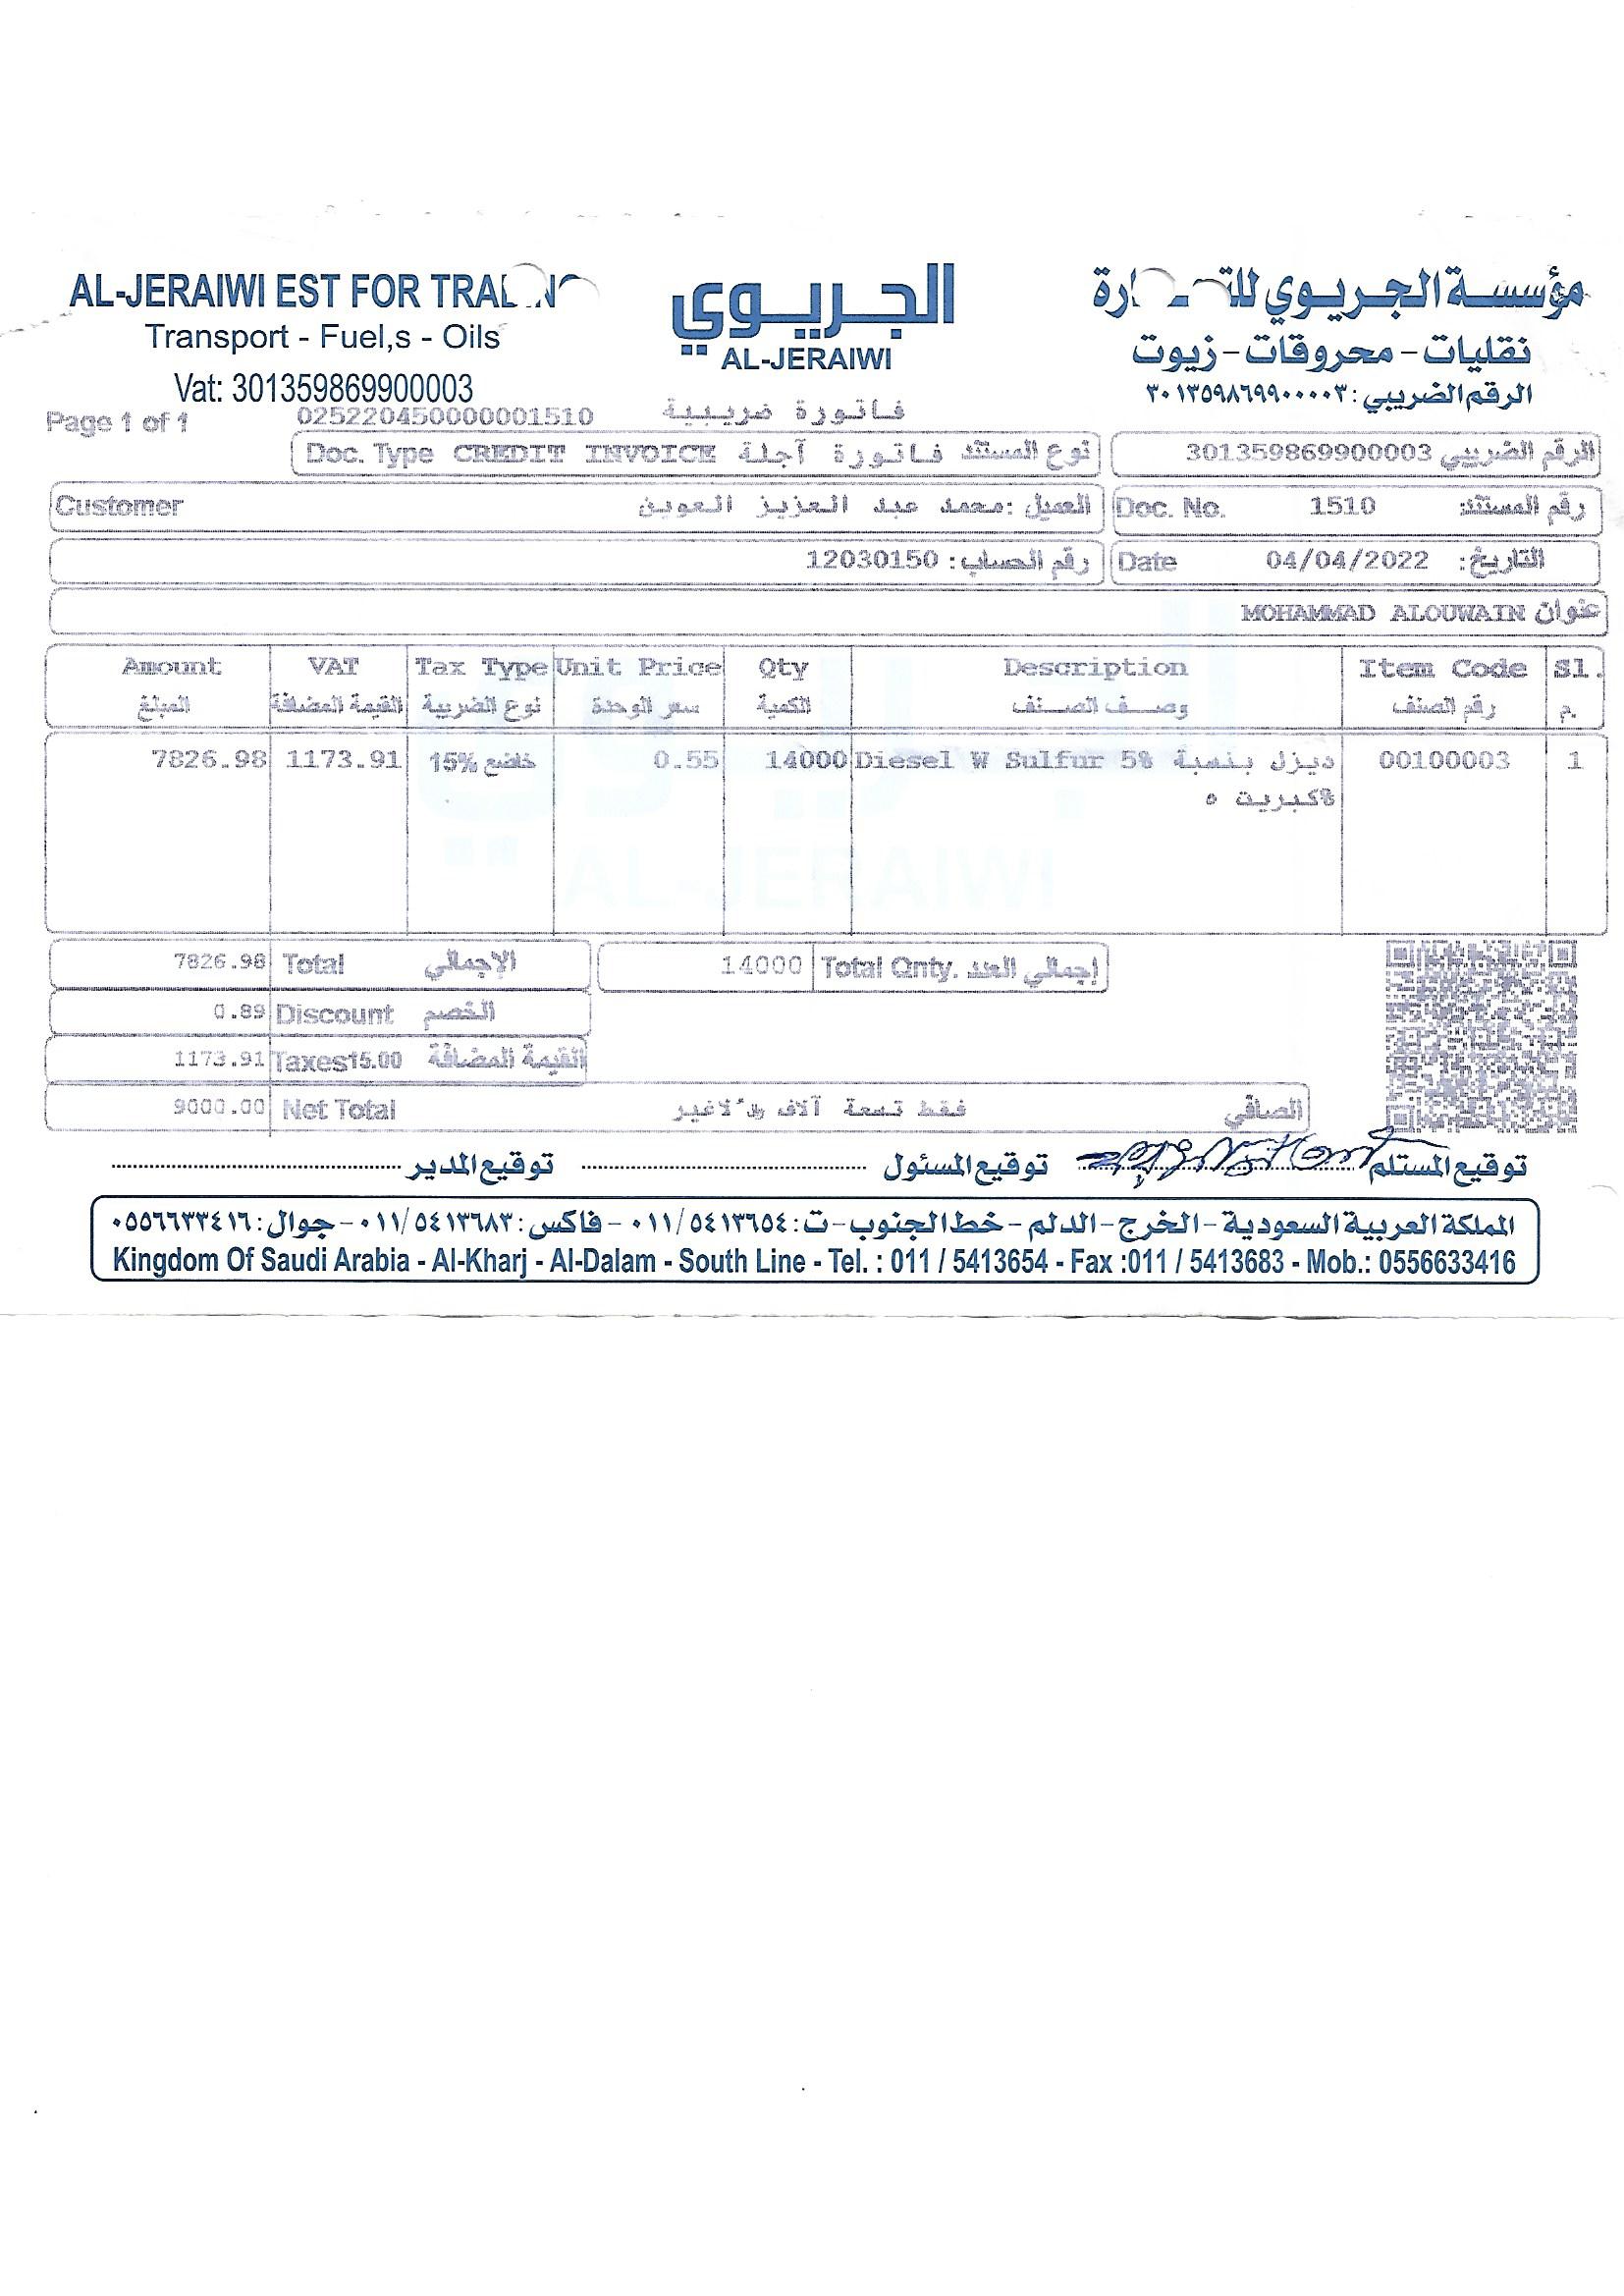 AL-JERAIWI EST FOR TRADING
Transport - Fuel,s - Oils
Vat: 301359869900003
الجريوي
AL-JERAIWI
مؤسسة الجريوي للتجارة
نقليات - محروقات - زيوت
الرقم الضريبي: ٣٠١٣٥٩٨٦٩٩٠٠٠٠٣
Page 1 of 1
025220450000001510
فاتورة ضريبية
Doc. Type CREDIT INVOICE فاتورة آجلة نوع المستند
الرقم الضريبي 301359869900003
Customer العميل: محمد عبد العزيز العوين
Doc. No. 1510 رقم المستند
رقم الحساب: 12030150
Date 04/04/2022 التاريخ:
عنوان MOHAMMAD ALOUWAIN
Amount VAT Tax Type Unit Price Qty Description Item Code Sl.
المبلغ القيمة المضافة نوع الضريبة سعر الوحدة الكمية وصف الصنف رقم الصنف م.
7826.98 1173.91 خاضع 15% 0.55 14000 Diesel W Sulfur 5% ديزل بنسبة 00100003 1
%كبريت ٥
AL-JERAIWI
7826.98 Total الاجمالي
14000 Total Qnty. إجمالي العدد
0.89 Discount الخصم
1173.91 Taxes15.00 القيمة المضافة
9000.00 Net Total فقط تسعة آلاف لاغير الصافي
توقيع المستلم توقيع المسئول توقيع المدير
المملكة العربية السعودية - الخرج - الدلم - خط الجنوب - ت: ٠١١/٥٤١٣٦٥٤ - فاكس: ٠١١/٥٤١٣٦٨٣ - جوال: ٠٥٥٦٦٣٣٤١٦
Kingdom Of Saudi Arabia - Al-Kharj - Al-Dalam - South Line - Tel. : 011 / 5413654 - Fax :011 / 5413683 - Mob.: 0556633416